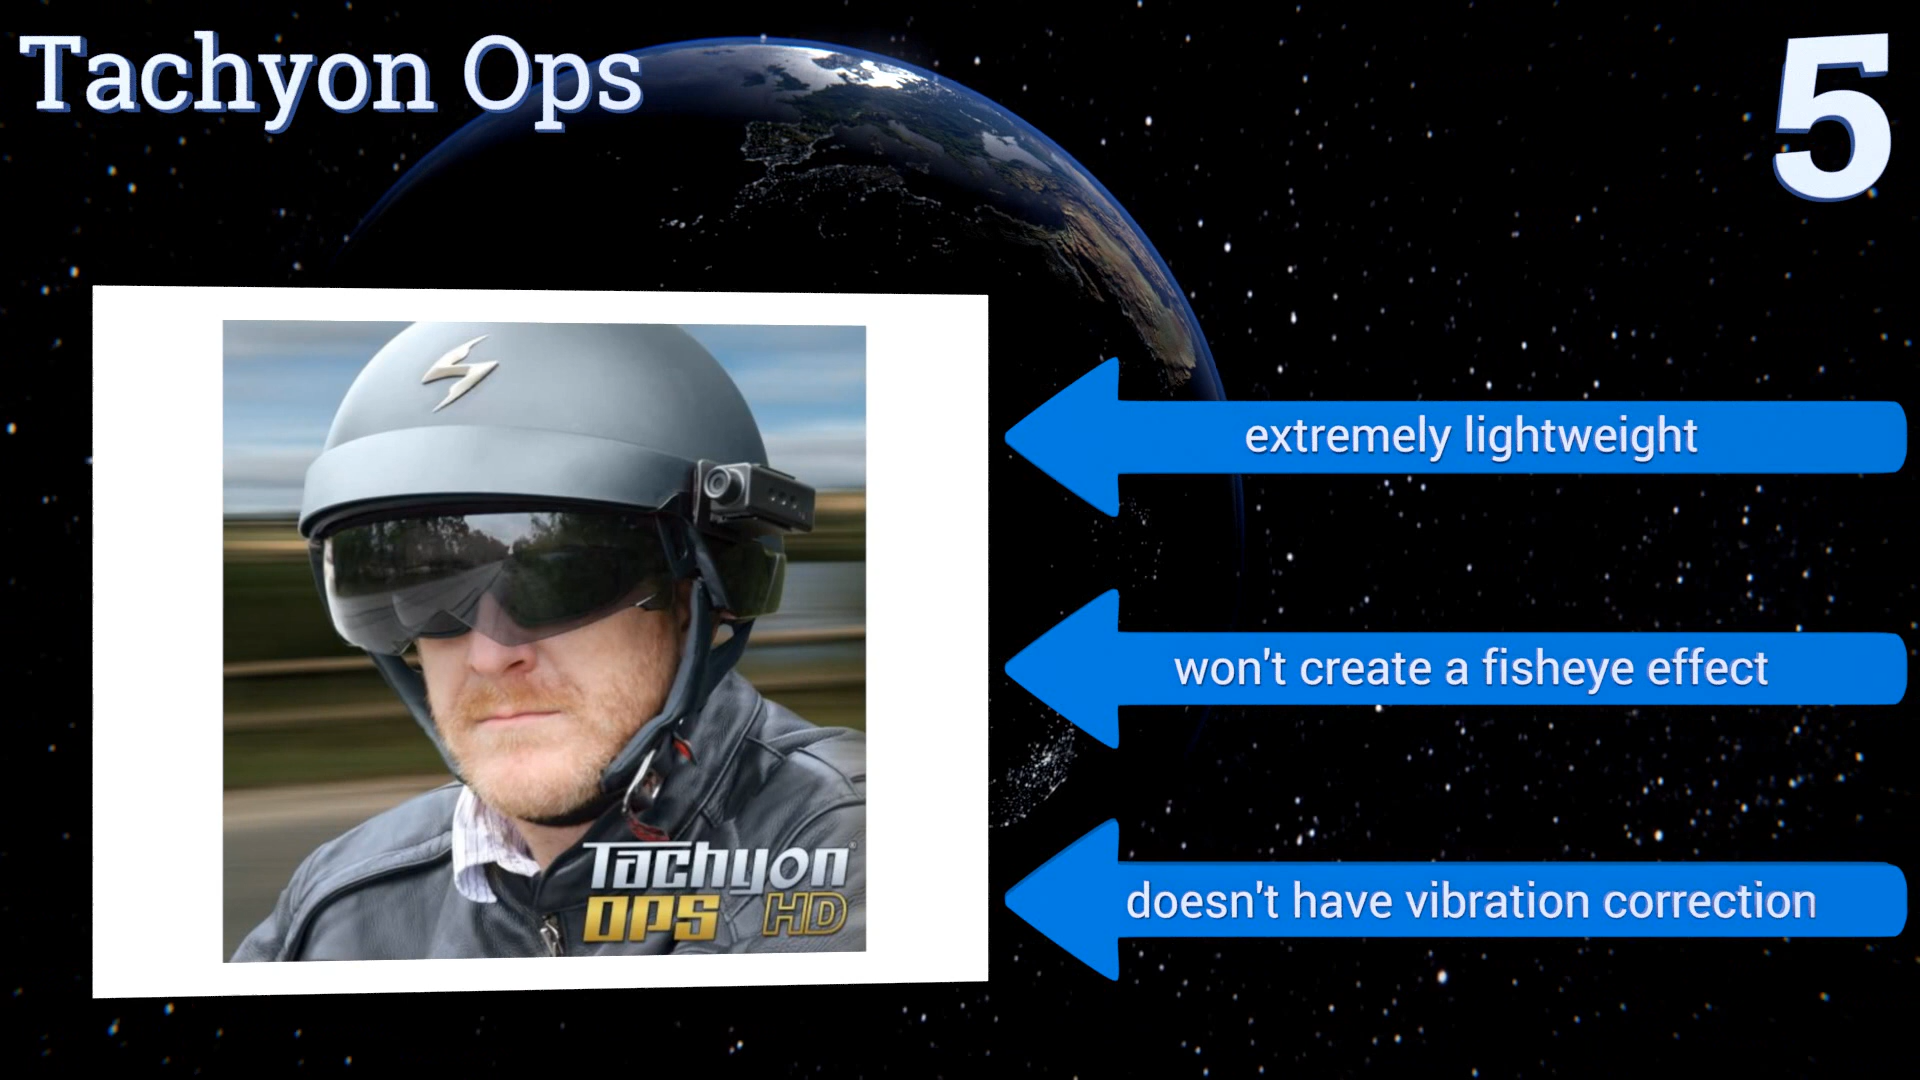 Tachyon Ops
5
extremely lightweight
won't create a fisheye effect
doesn't have vibration correction
Tachyon®
OPS HD